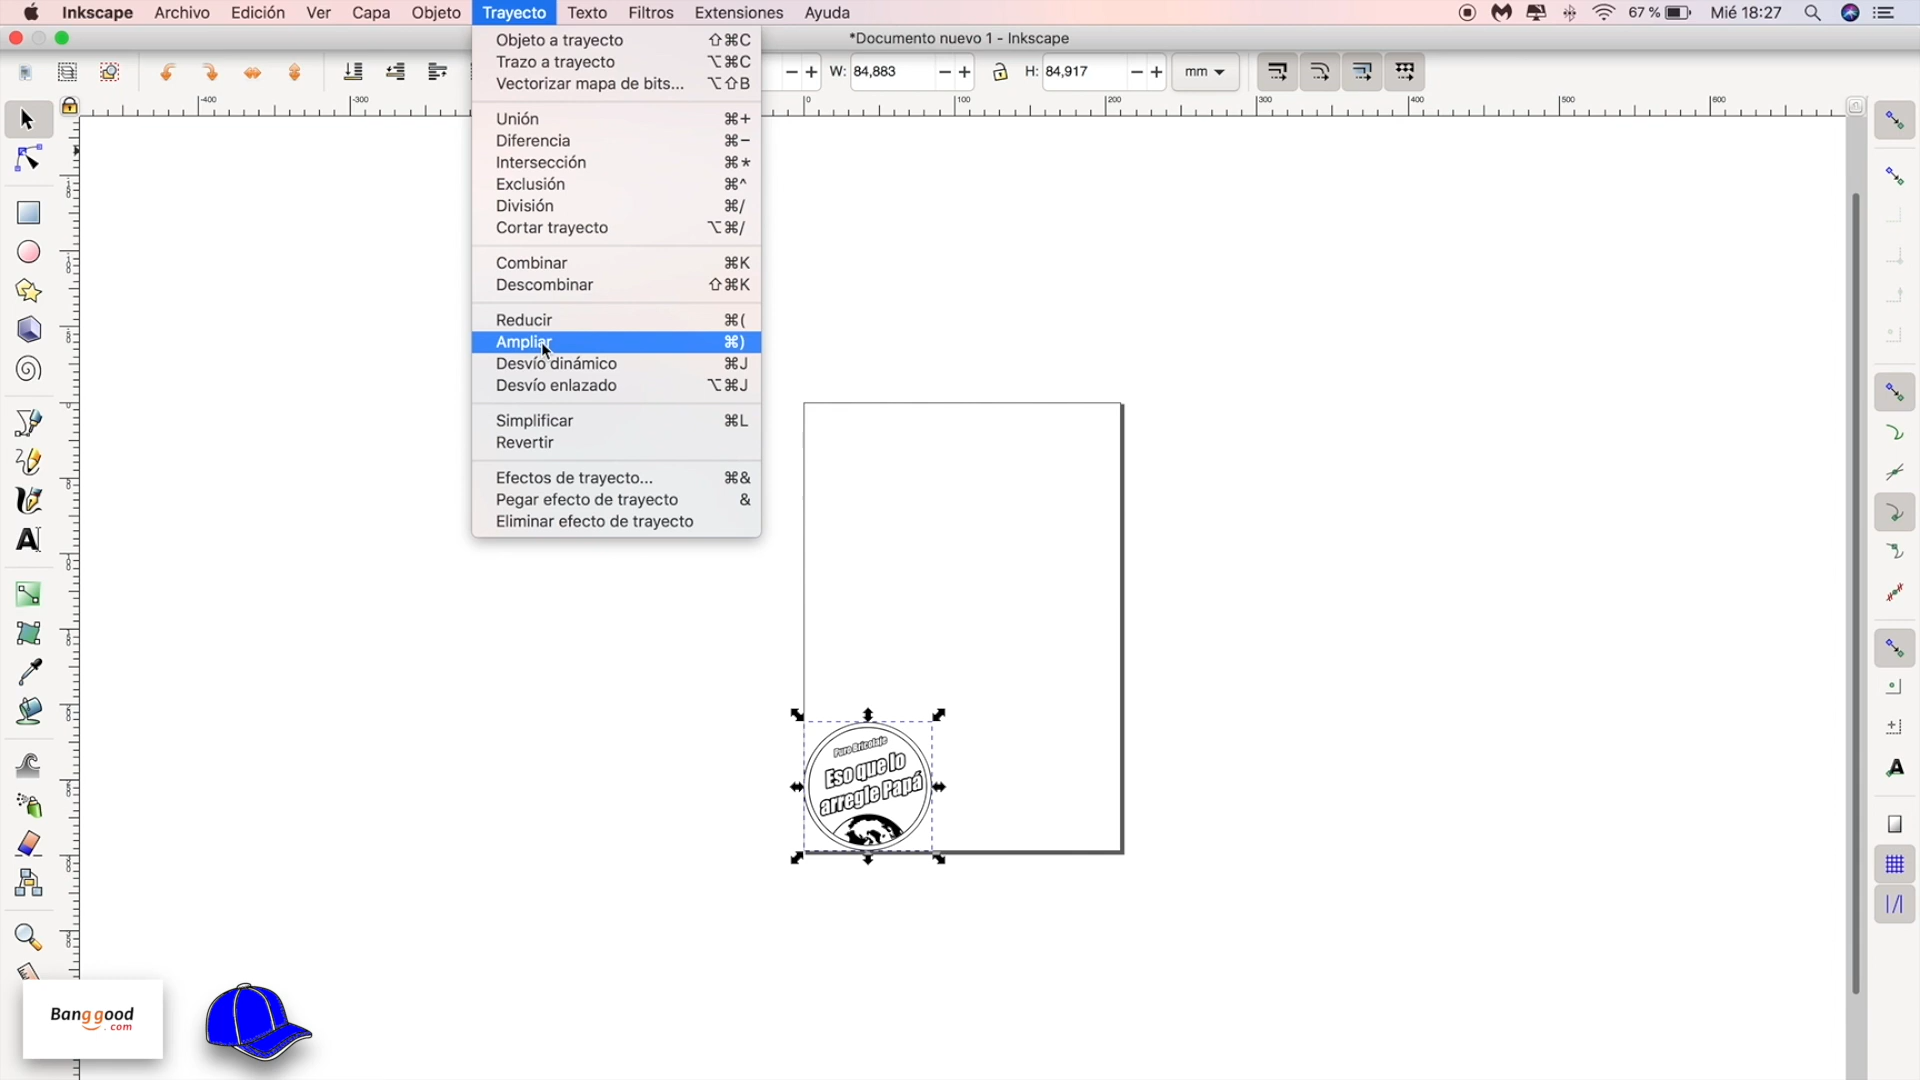 Inkscape Archivo Edición Ver Capa Objeto Trayecto Texto Filtros Extensiones Ayuda 67 % Mié 18:27
*Documento nuevo 1 - Inkscape
W: 84,883 H: 84,917 mm
-400 -300 0 100 200 300 400 500 600
Objeto a trayecto ⇧⌘C
Trazo a trayecto ⌥⌘C
Vectorizar mapa de bits... ⌥⇧B
Unión ⌘+
Diferencia ⌘−
Intersección ⌘*
Exclusión ⌘^
División ⌘/
Cortar trayecto ⌥⌘/
Combinar ⌘K
Descombinar ⇧⌘K
Reducir ⌘(
Ampliar ⌘)
Desvío dinámico ⌘J
Desvío enlazado ⌥⌘J
Simplificar ⌘L
Revertir
Efectos de trayecto... ⌘&
Pegar efecto de trayecto &
Eliminar efecto de trayecto
Puro Bricolaje
Eso que lo
arregle Papá
Banggood
.com